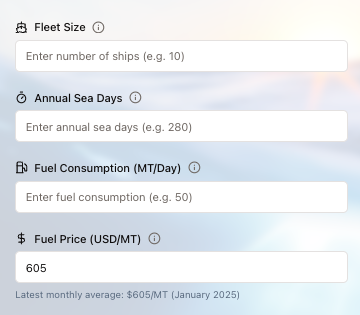 Fleet Size
Enter number of ships (e.g. 10)
Annual Sea Days
Enter annual sea days (e.g. 280)
Fuel Consumption (MT/Day)
Enter fuel consumption (e.g. 50)
Fuel Price (USD/MT)
605
Latest monthly average: $605/MT (January 2025)